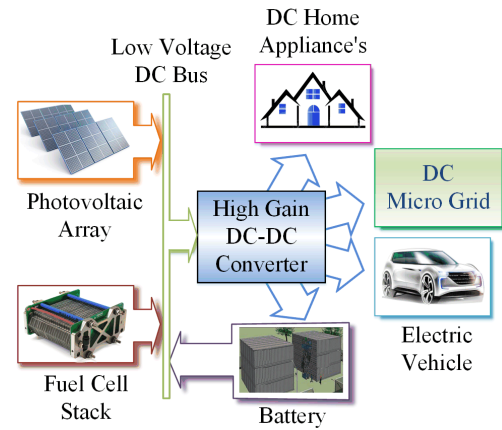 DC Home
Appliance's
Low Voltage
DC Bus
Photovoltaic
Array
High Gain
DC-DC
Converter
DC
Micro Grid
Electric
Vehicle
Fuel Cell
Stack
Battery